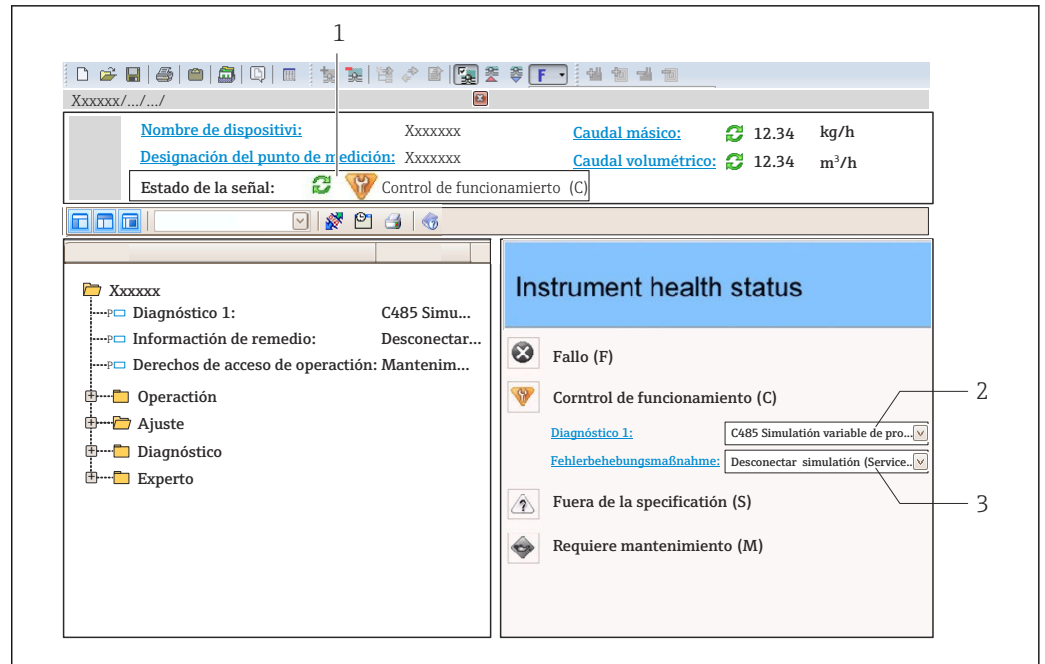 1
F
Xxxxxx/.../.../
Nombre de dispositivi: Xxxxxxx Caudal másico: 12.34 kg/h
Designación del punto de medición: Xxxxxxx Caudal volumétrico: 12.34 m³/h
Estado de la señal: Control de funcionamierto (C)
Xxxxxx
Diagnóstico 1: C485 Simu...
Informactión de remedio: Desconectar...
Derechos de acceso de operactión: Mantenim...
Operactión
Ajuste
Diagnóstico
Experto
Instrument health status
Fallo (F)
Corntrol de funcionamiento (C)
Diagnóstico 1: C485 Simulatión variable de pro... 2
Fehlerbehebungsmaßnahme: Desconectar simulatión (Service.. 3
Fuera de la specificatión (S)
Requiere mantenimiento (M)